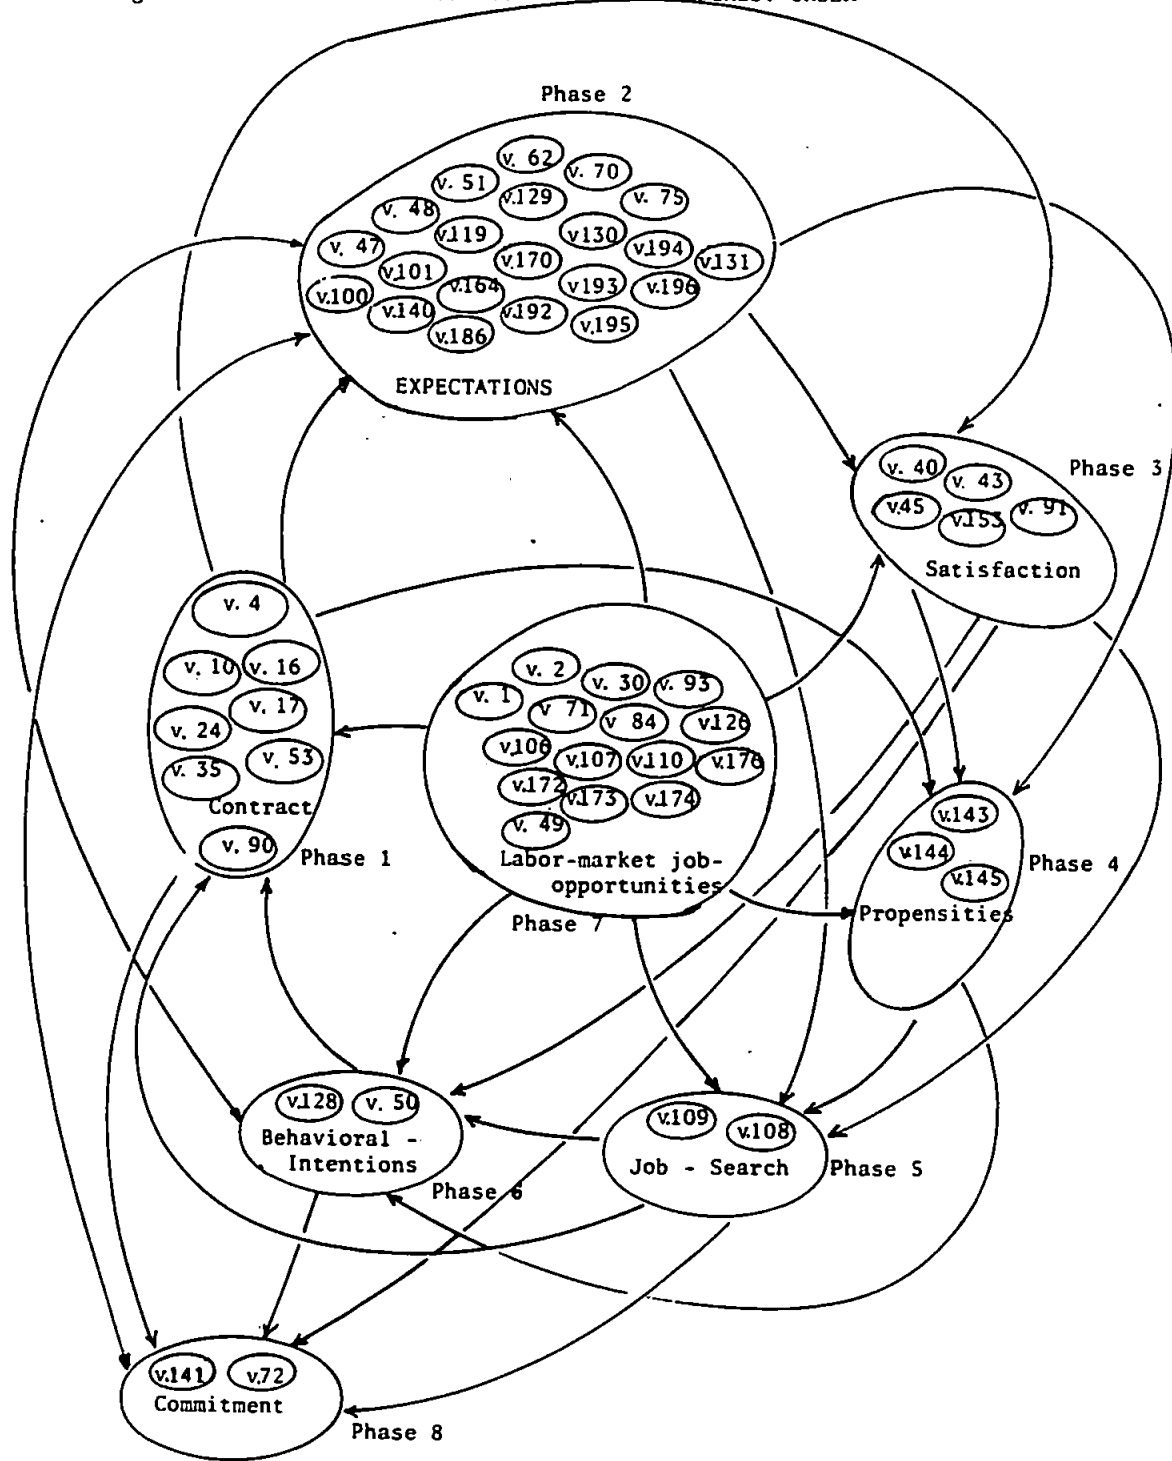 Phase 2
v. 62
v. 70
v. 51
v.129
v. 75
v. 48
v.119
v.130
v. 47
v.194
v.131
v.101
v.170
v.100
v.164
v193
v.196
v.140
v.192
v.195
v.186
EXPECTATIONS
v. 40
Phase 3
v. 43
v.45
v.153
v. 91
Satisfaction
v. 4
v. 10
v. 16
v. 17
v. 24
v. 53
v. 35
Contract
v. 90
Phase 1
v. 2
v. 30
v. 93
v. 1
v 71
v 84
v.126
v.106
v.107
v.110
v.176
v.172
v.173
v.174
v. 49
Labor-market job-
opportunities
Phase 7
v.143
v.144
v.145
Phase 4
Propensities
v.128
v. 50
Behavioral -
Intentions
Phase 6
v.109
v.108
Job - Search
Phase 5
v.141
v.72
Commitment
Phase 8